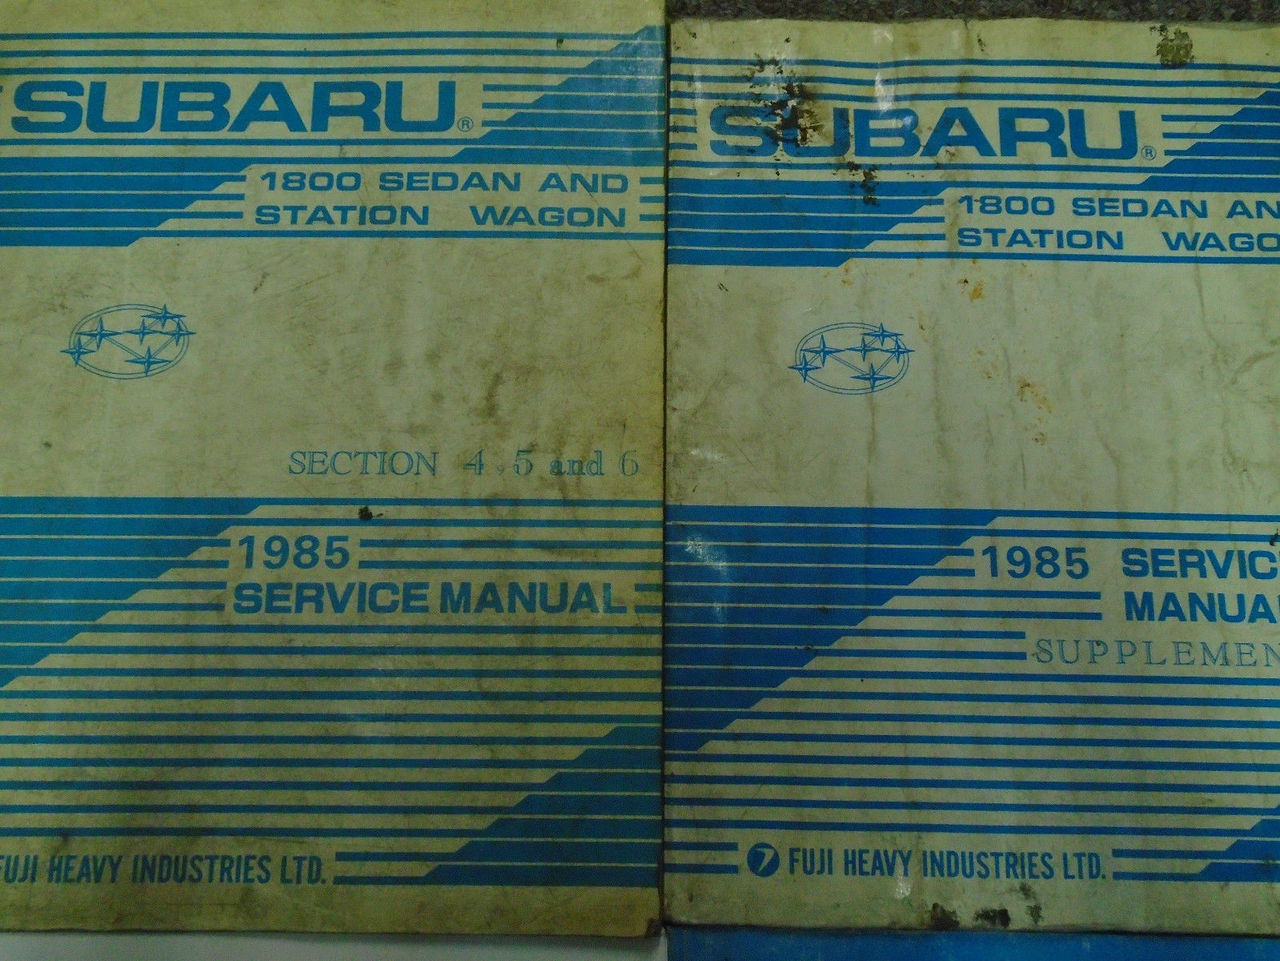 SUBARU®
1800 SEDAN AND
STATION WAGON
SECTION 4, 5 and 6
1985
SERVICE MANUAL
FUJI HEAVY INDUSTRIES LTD.
SUBARU®
1800 SEDAN AN
STATION WAGO
1985 SERVIC
MANUA
SUPPLEMEN
7 FUJI HEAVY INDUSTRIES LTD.